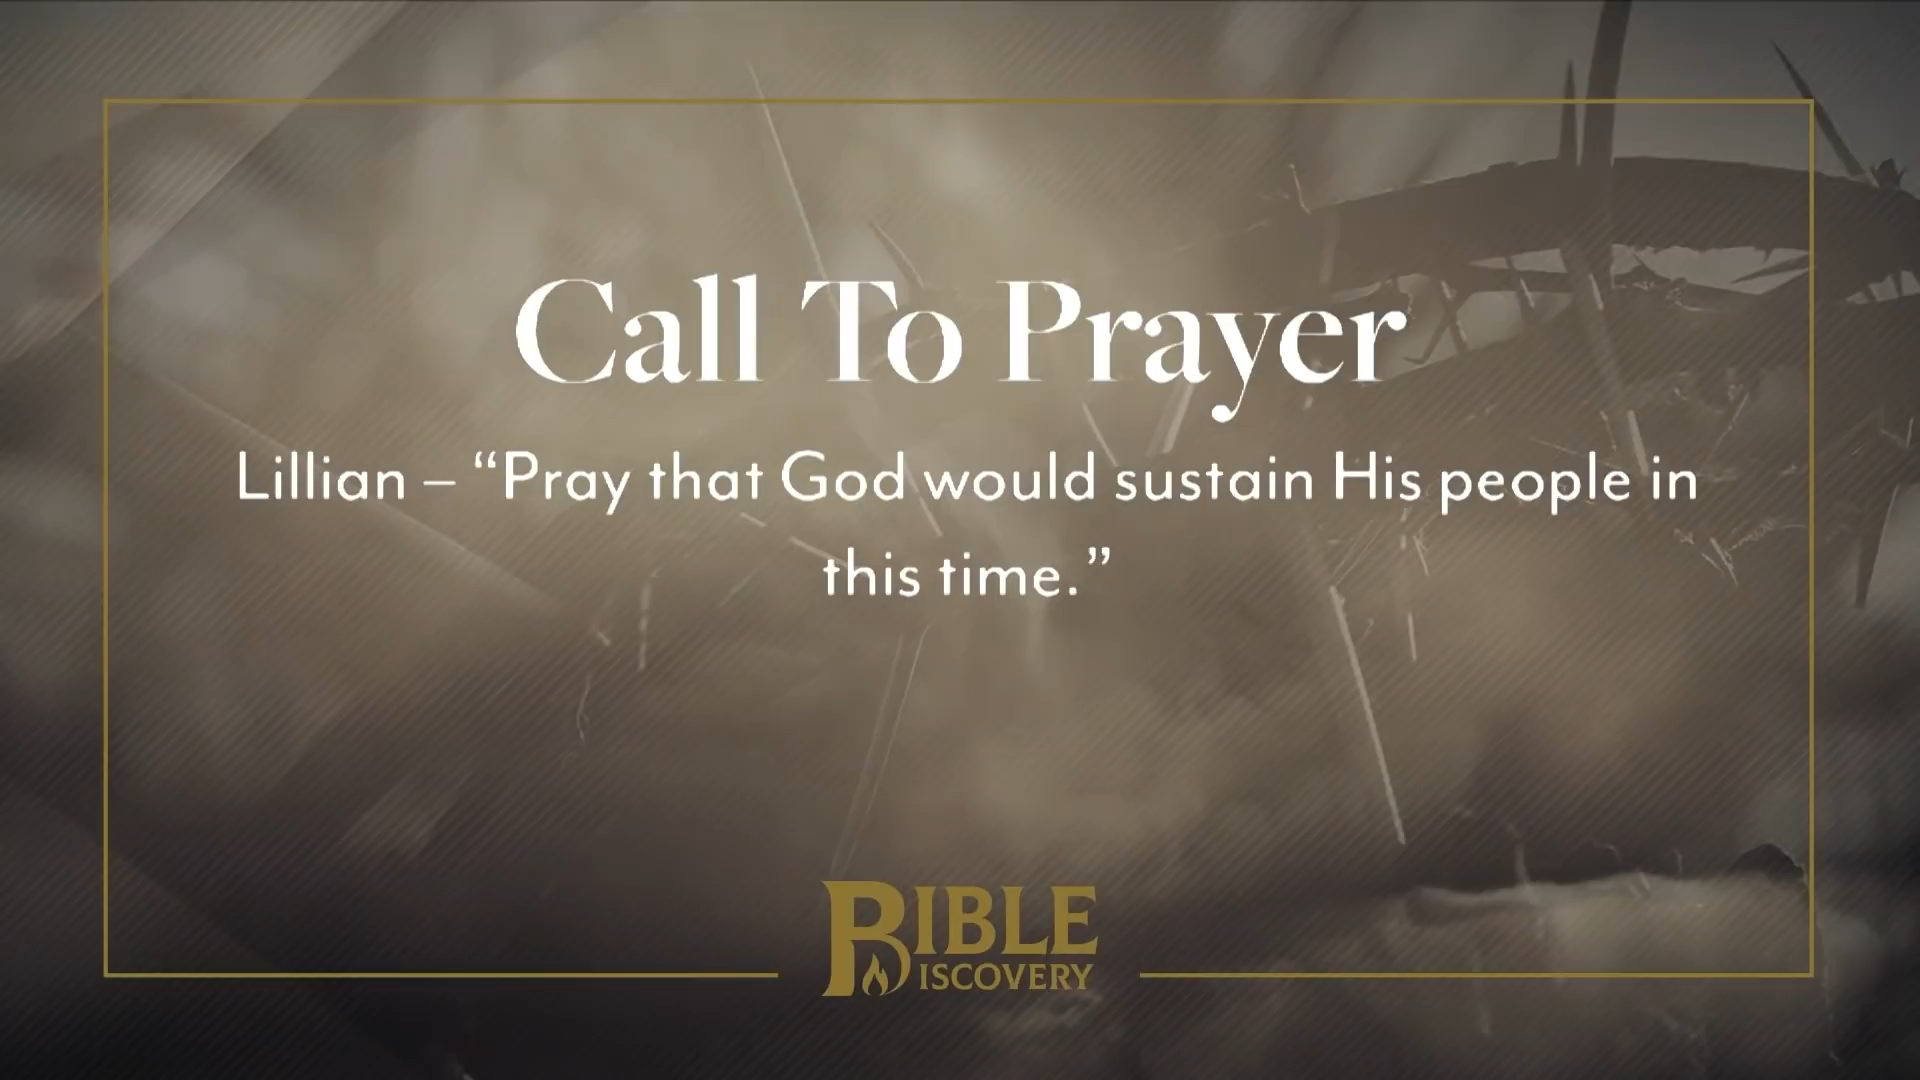 Call To Prayer
Lillian – “Pray that God would sustain His people in
this time.”
BIBLE
DISCOVERY